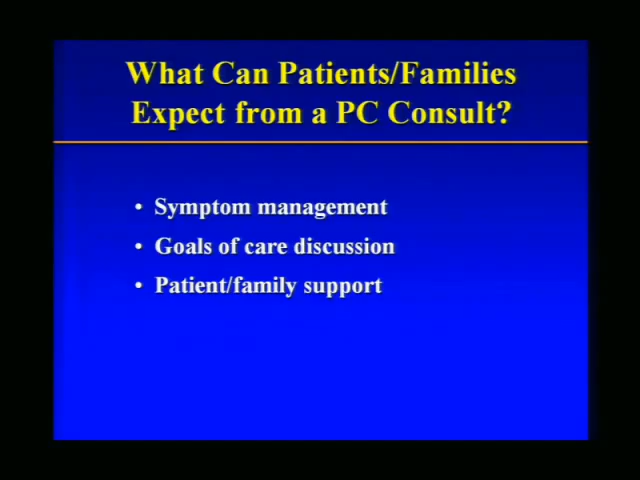 What Can Patients/Families
Expect from a PC Consult?
• Symptom management
• Goals of care discussion
• Patient/family support